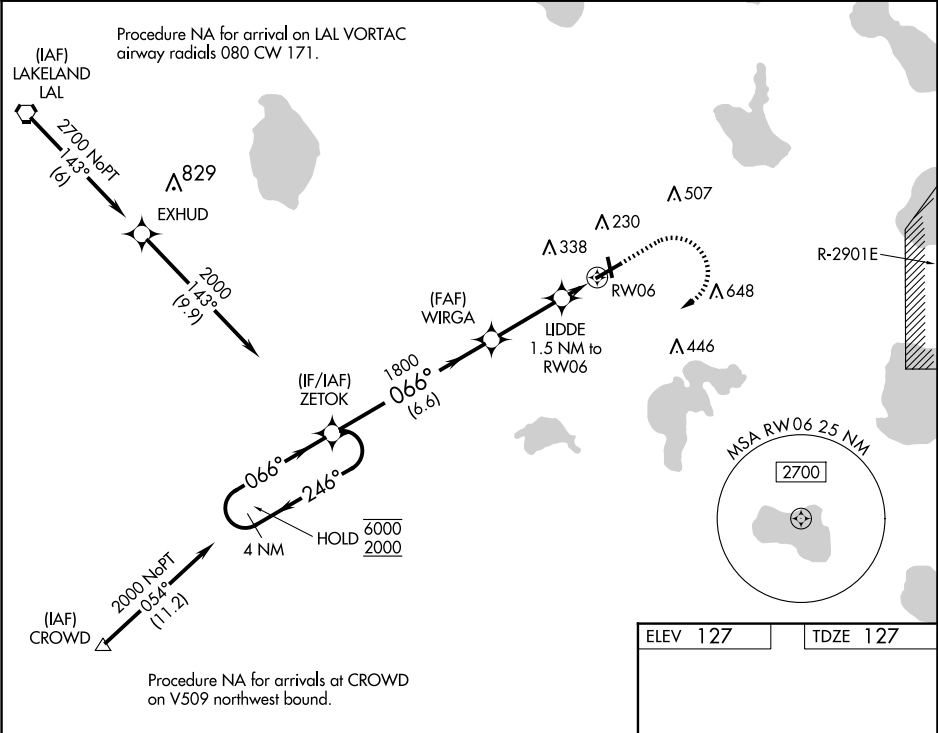 Procedure NA for arrival on LAL VORTAC
airway radials 080 CW 171.
(IAF)
LAKELAND
LAL
2700 NoPT
143°
(6)
829
EXHUD
2000
143°
(9.9)
507
230
338
R-2901E
RW06
648
(FAF)
WIRGA
LIDDE
1.5 NM to
RW06
446
1800
066°
(6.6)
(IF/IAF)
ZETOK
066°
246°
4 NM
HOLD
6000
2000
MSA RW06 25 NM
2700
2000 NoPT
054°
(11.2)
(IAF)
CROWD
Procedure NA for arrivals at CROWD
on V509 northwest bound.
ELEV 127
TDZE 127